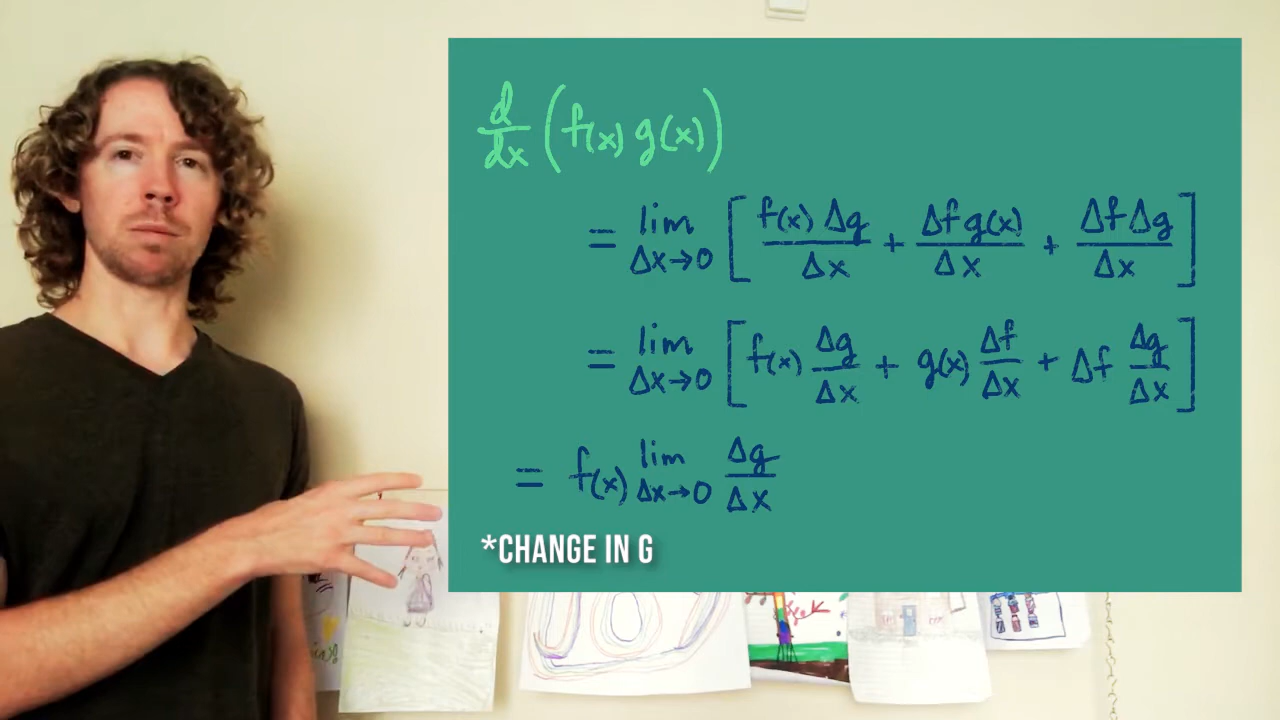 d/dx (f(x) g(x))
= lim Δx→0 [ f(x) Δg / Δx + Δf g(x) / Δx + Δf Δg / Δx ]
= lim Δx→0 [ f(x) Δg/Δx + g(x) Δf/Δx + Δf Δg/Δx ]
= f(x) lim Δx→0 Δg/Δx
*CHANGE IN G